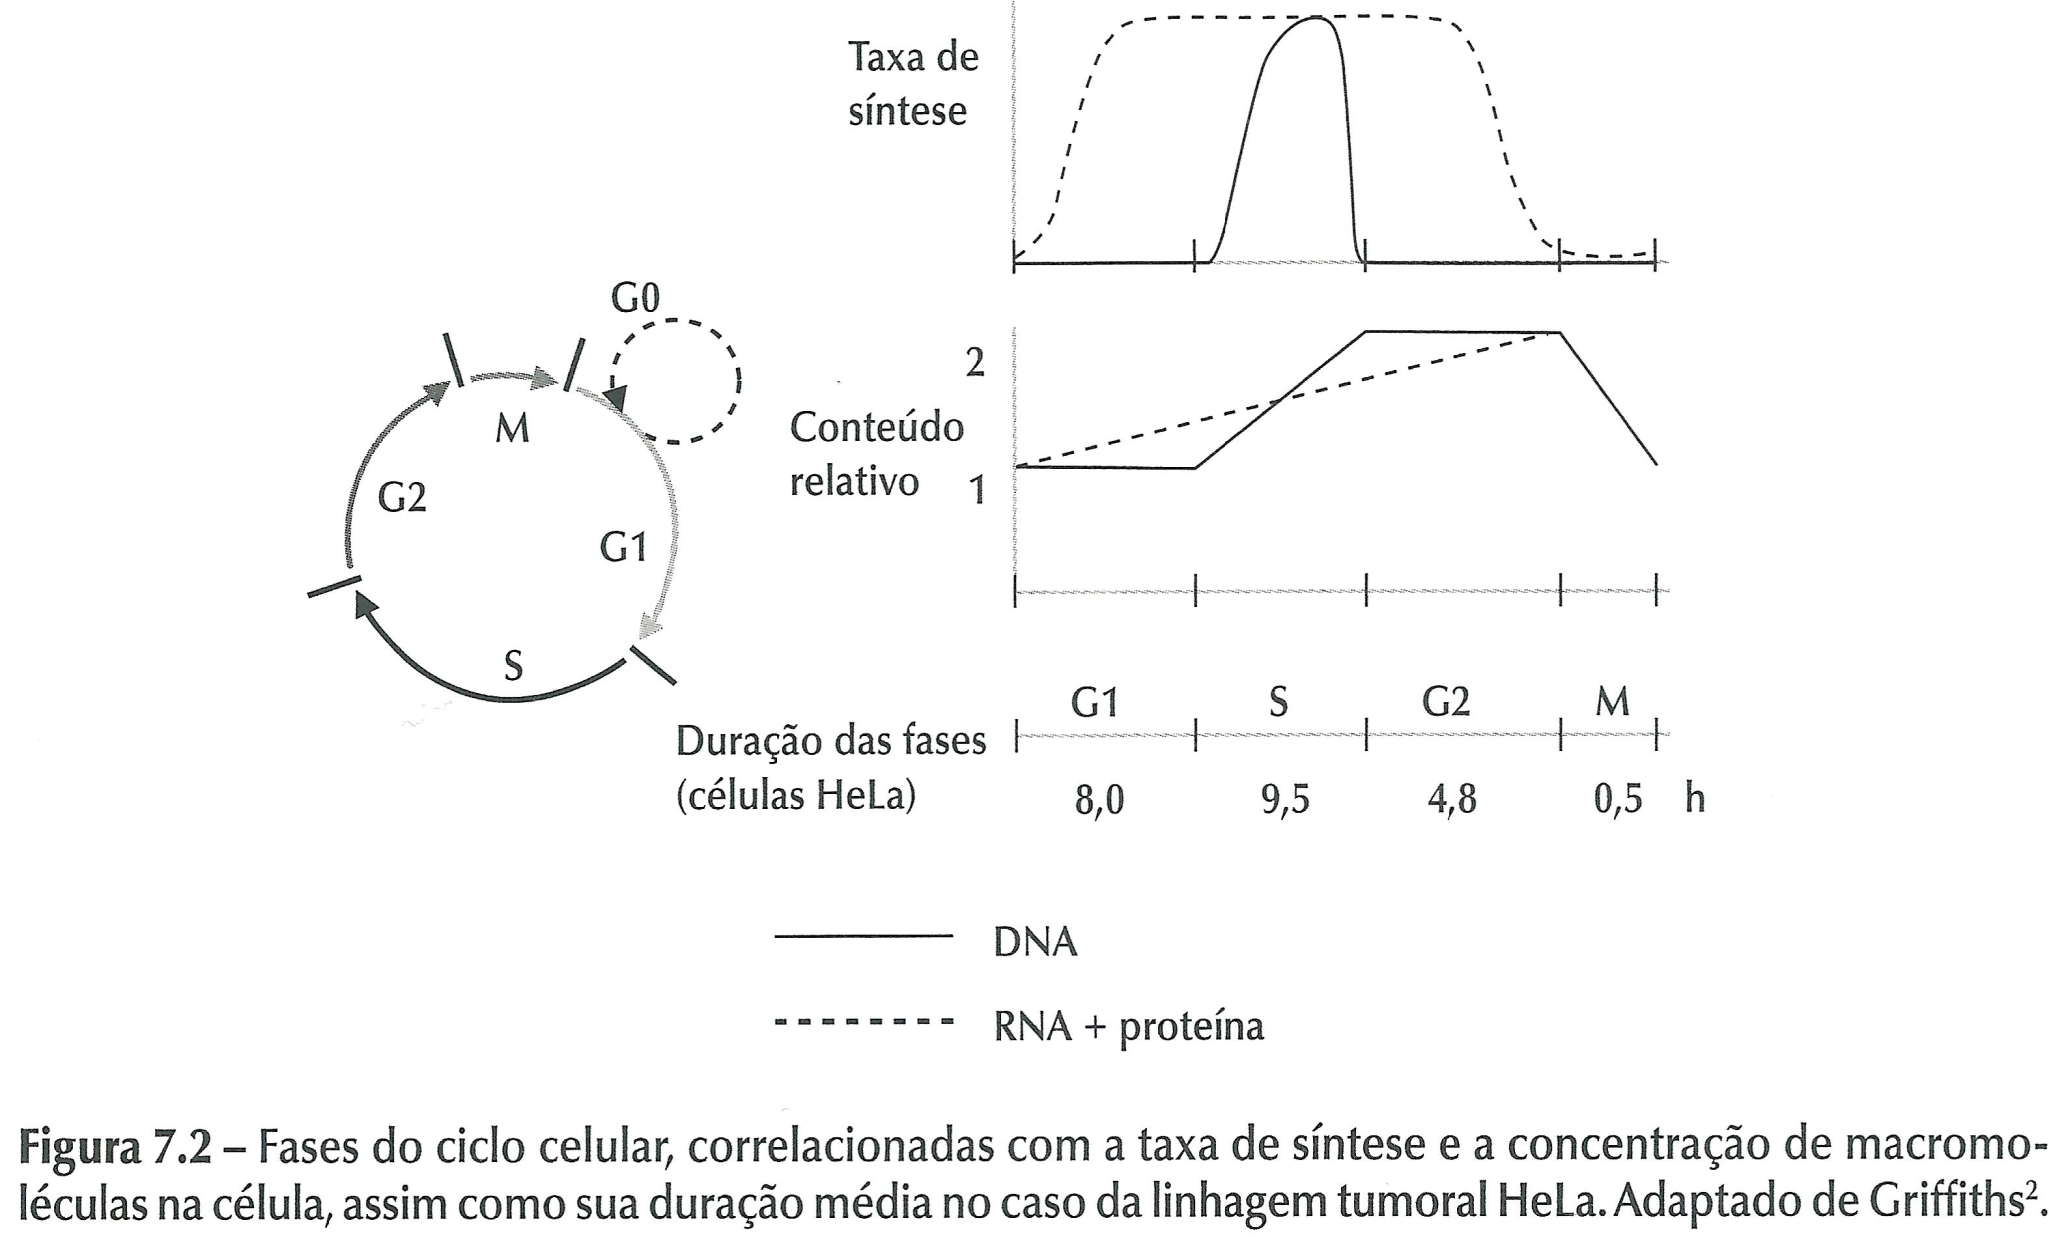 Taxa de
síntese
G0
M
G2
G1
S
2
Conteúdo
relativo
1
G1 S G2 M
Duração das fases
(células HeLa)
8,0 9,5 4,8 0,5 h
DNA
RNA + proteína
Figura 7.2 – Fases do ciclo celular, correlacionadas com a taxa de síntese e a concentração de macromo-
léculas na célula, assim como sua duração média no caso da linhagem tumoral HeLa. Adaptado de Griffiths².